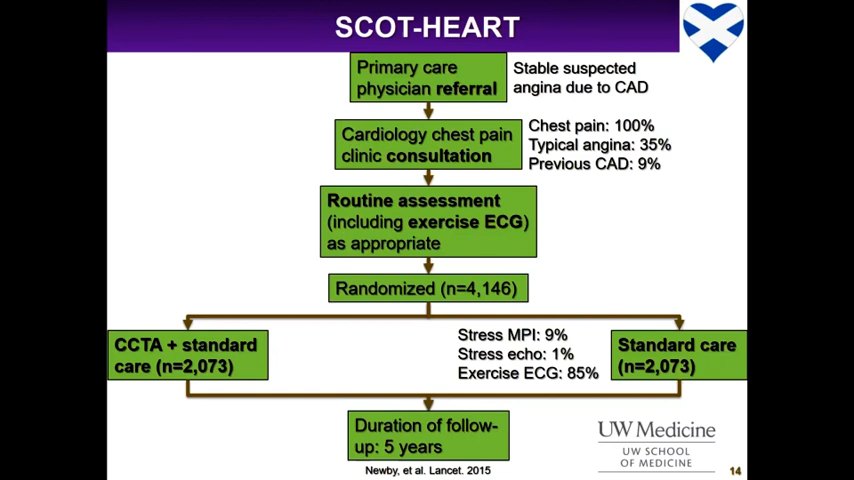 SCOT-HEART
Primary care
physician referral
Stable suspected
angina due to CAD
Cardiology chest pain
clinic consultation
Chest pain: 100%
Typical angina: 35%
Previous CAD: 9%
Routine assessment
(including exercise ECG)
as appropriate
Randomized (n=4,146)
CCTA + standard
care (n=2,073)
Stress MPI: 9%
Stress echo: 1%
Exercise ECG: 85%
Standard care
(n=2,073)
Duration of follow-
up: 5 years
Newby, et al. Lancet. 2015
UW Medicine
UW SCHOOL
OF MEDICINE
14